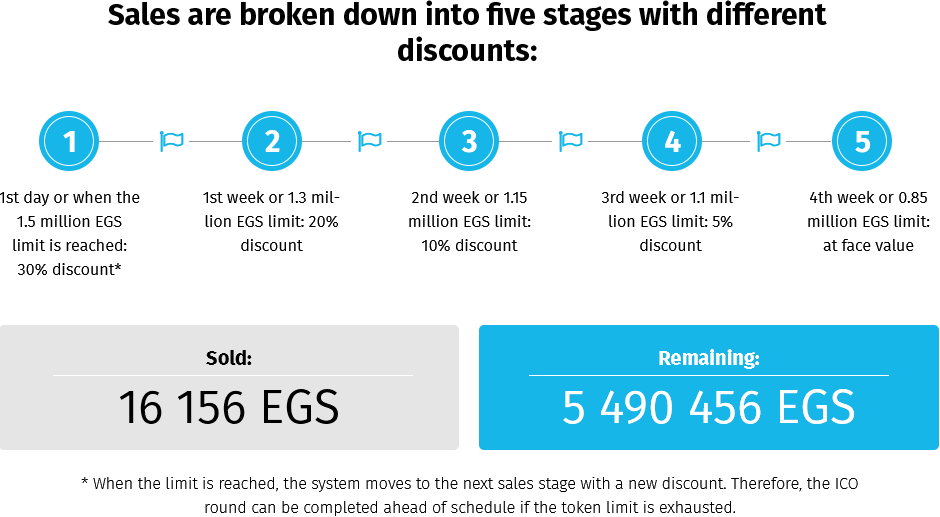 Sales are broken down into five stages with different
discounts:
1
2
3
4
5
1st day or when the
1.5 million EGS
limit is reached:
30% discount*
1st week or 1.3 mil-
lion EGS limit: 20%
discount
2nd week or 1.15
million EGS limit:
10% discount
3rd week or 1.1 mil-
lion EGS limit: 5%
discount
4th week or 0.85
million EGS limit:
at face value
Sold:
16 156 EGS
Remaining:
5 490 456 EGS
* When the limit is reached, the system moves to the next sales stage with a new discount. Therefore, the ICO
round can be completed ahead of schedule if the token limit is exhausted.